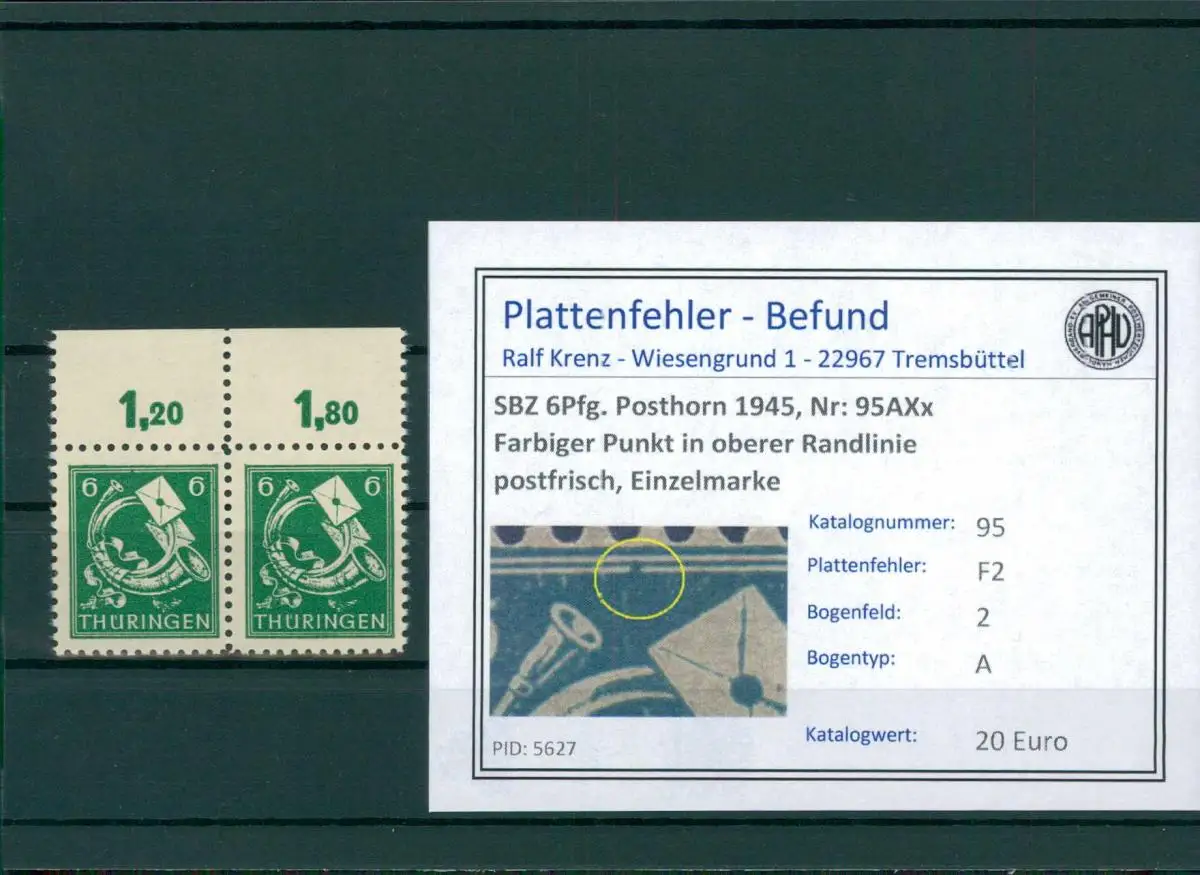 1,20 1,80
6 6 6 6
THÜRINGEN THÜRINGEN
Plattenfehler - Befund
Ralf Krenz - Wiesengrund 1 - 22967 Tremsbüttel
APHV
SBZ 6Pfg. Posthorn 1945, Nr: 95AXx
Farbiger Punkt in oberer Randlinie
postfrisch, Einzelmarke
Katalognummer: 95
Plattenfehler: F2
Bogenfeld: 2
Bogentyp: A
Katalogwert: 20 Euro
PID: 5627